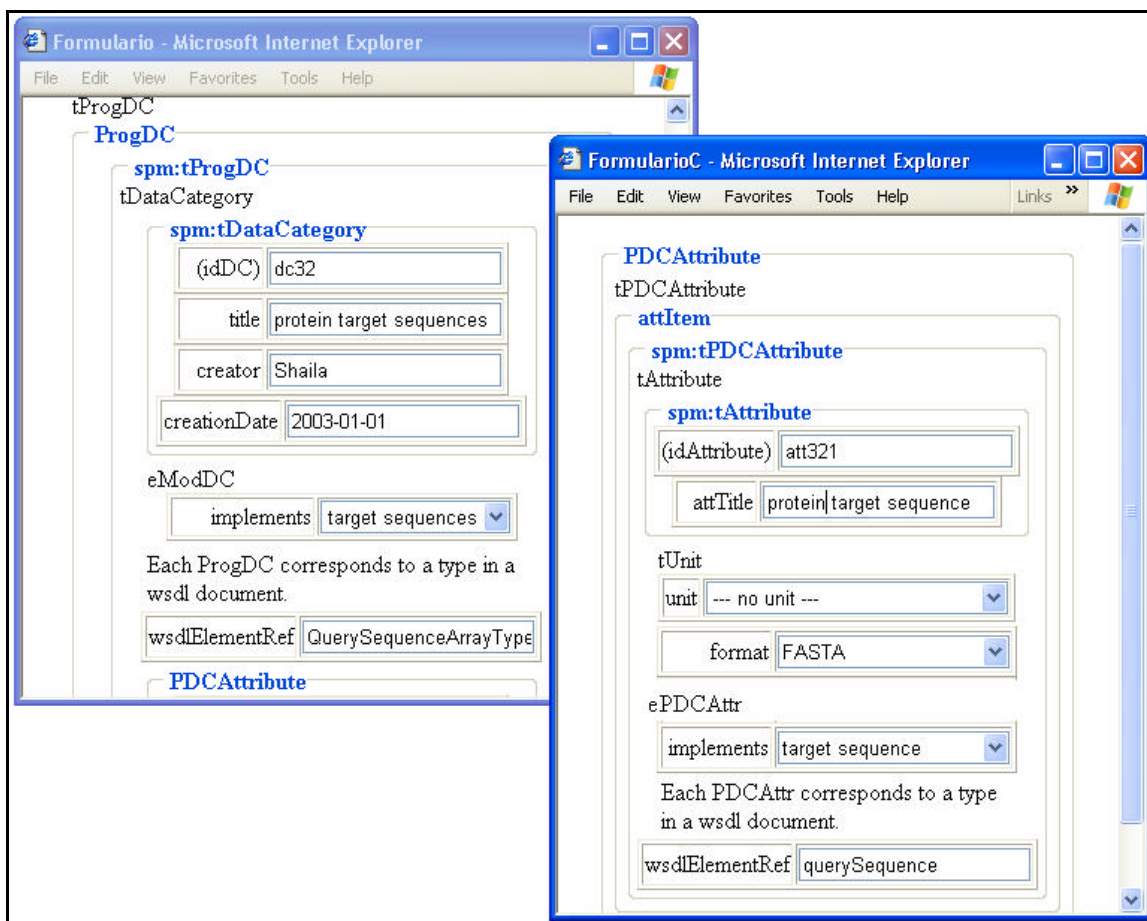 Formulario - Microsoft Internet Explorer
File Edit View Favorites Tools Help
tProgDC
ProgDC
spm:tProgDC
tDataCategory
spm:tDataCategory
(idDC) dc32
title protein target sequences
creator Shaila
creationDate 2003-01-01
eModDC
implements target sequences
Each ProgDC corresponds to a type in a
wsdl document.
wsdlElementRef QuerySequenceArrayType
PDCAttribute
FormularioC - Microsoft Internet Explorer
File Edit View Favorites Tools Help Links »
PDCAttribute
tPDCAttribute
attItem
spm:tPDCAttribute
tAttribute
spm:tAttribute
(idAttribute) att321
attTitle protein target sequence
tUnit
unit --- no unit ---
format FASTA
ePDCAttr
implements target sequence
Each PDCAttr corresponds to a type
in a wsdl document.
wsdlElementRef querySequence